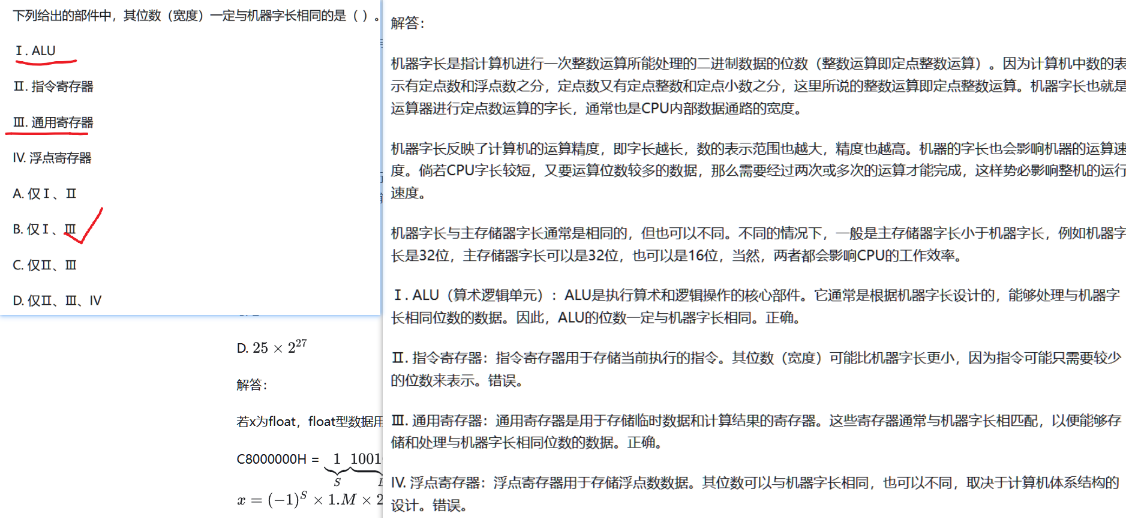 下列给出的部件中，其位数（宽度）一定与机器字长相同的是（ ）。
Ⅰ. ALU
Ⅱ. 指令寄存器
Ⅲ. 通用寄存器
Ⅳ. 浮点寄存器
A. 仅Ⅰ、Ⅱ
B. 仅Ⅰ、Ⅲ
C. 仅Ⅱ、Ⅲ
D. 仅Ⅱ、Ⅲ、Ⅳ
D. 25 × 2^27
解答：
若x为float，float型数据用
C8000000H = 1 1001
S
x = (−1)^S × 1.M × 2
解答：
机器字长是指计算机进行一次整数运算所能处理的二进制数据的位数（整数运算即定点整数运算）。因为计算机中数的表
示有定点数和浮点数之分，定点数又有定点整数和定点小数之分，这里所说的整数运算即定点整数运算。机器字长也就是
运算器进行定点数运算的字长，通常也是CPU内部数据通路的宽度。
机器字长反映了计算机的运算精度，即字长越长，数的表示范围也越大，精度也越高。机器的字长也会影响机器的运算速
度。倘若CPU字长较短，又要运算位数较多的数据，那么需要经过两次或多次的运算才能完成，这样势必影响整机的运行
速度。
机器字长与主存储器字长通常是相同的，但也可以不同。不同的情况下，一般是主存储器字长小于机器字长，例如机器字
长是32位，主存储器字长可以是32位，也可以是16位，当然，两者都会影响CPU的工作效率。
Ⅰ. ALU（算术逻辑单元）：ALU是执行算术和逻辑操作的核心部件。它通常是根据机器字长设计的，能够处理与机器字
长相同位数的数据。因此，ALU的位数一定与机器字长相同。正确。
Ⅱ. 指令寄存器：指令寄存器用于存储当前执行的指令。其位数（宽度）可能比机器字长更小，因为指令可能只需要较少
的位数来表示。错误。
Ⅲ. 通用寄存器：通用寄存器是用于存储临时数据和计算结果的寄存器。这些寄存器通常与机器字长相匹配，以便能够存
储和处理与机器字长相同位数的数据。正确。
Ⅳ. 浮点寄存器：浮点寄存器用于存储浮点数数据。其位数可以与机器字长相同，也可以不同，取决于计算机体系结构的
设计。错误。